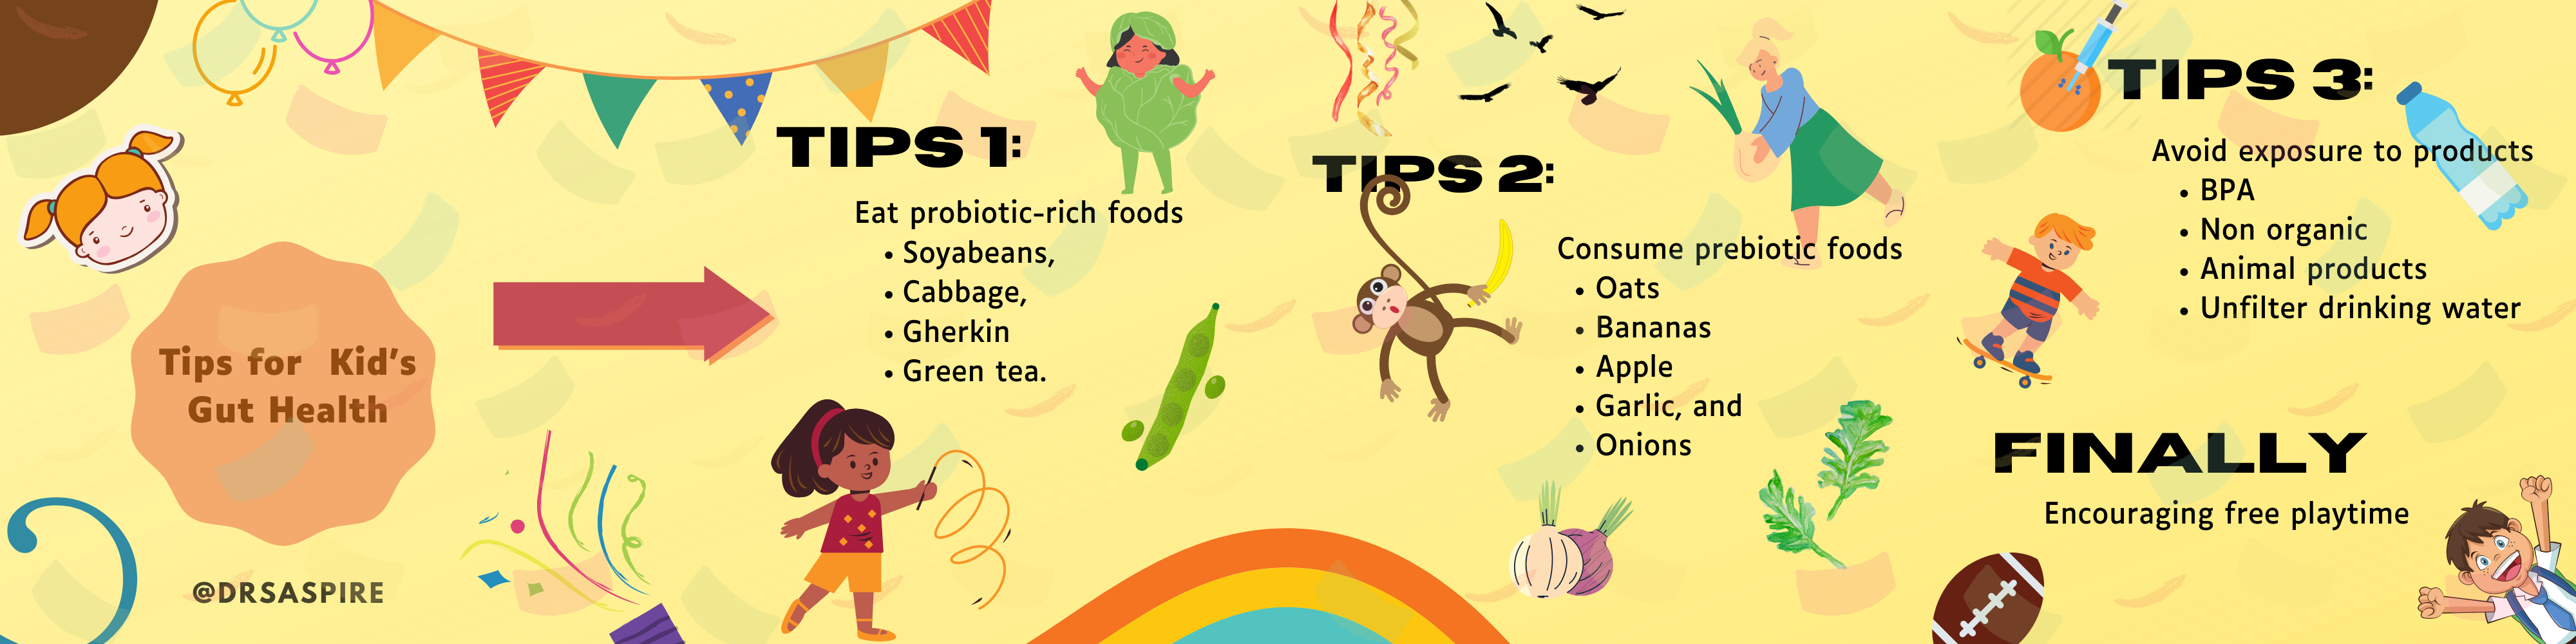 Tips for Kid's
Gut Health
@DRSASPIRE
TIPS 1:
Eat probiotic-rich foods
• Soyabeans,
• Cabbage,
• Gherkin
• Green tea.
TIPS 2:
Consume prebiotic foods
• Oats
• Bananas
• Apple
• Garlic, and
• Onions
TIPS 3:
Avoid exposure to products
• BPA
• Non organic
• Animal products
• Unfilter drinking water
FINALLY
Encouraging free playtime